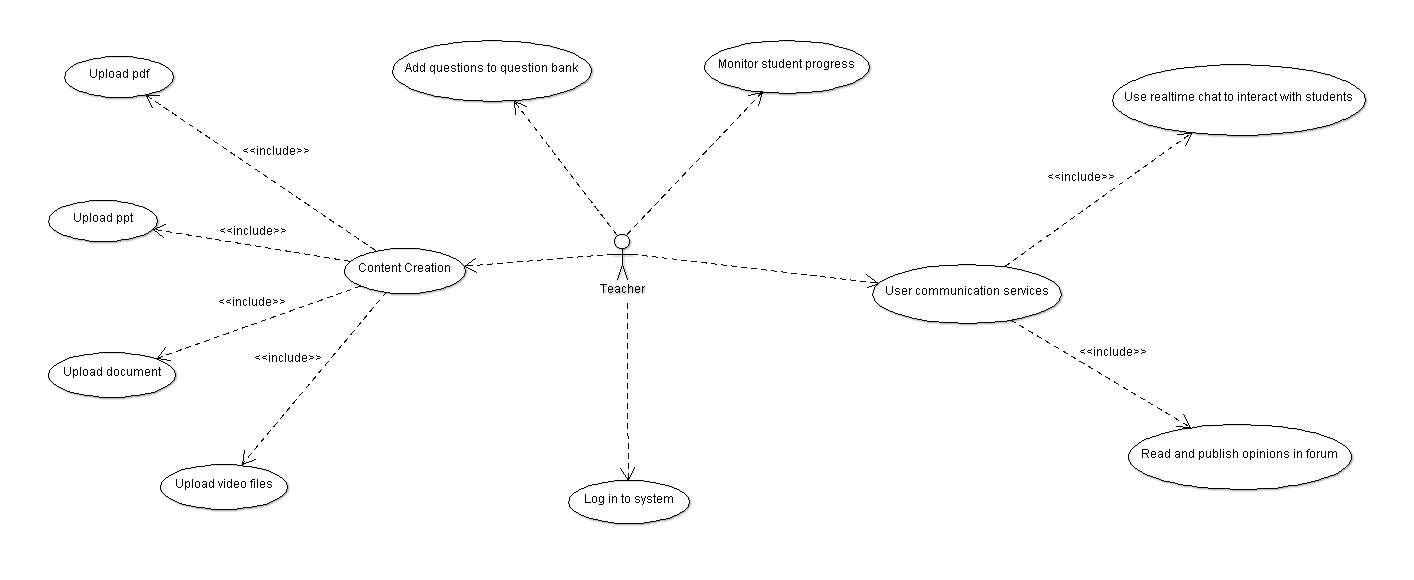 Upload pdf
Add questions to question bank
Monitor student progress
Use realtime chat to interact with students
<<include>>
<<include>>
Upload ppt
<<include>>
Content Creation
Teacher
User communication services
<<include>>
Upload document
<<include>>
<<include>>
Upload video files
Log in to system
Read and publish opinions in forum